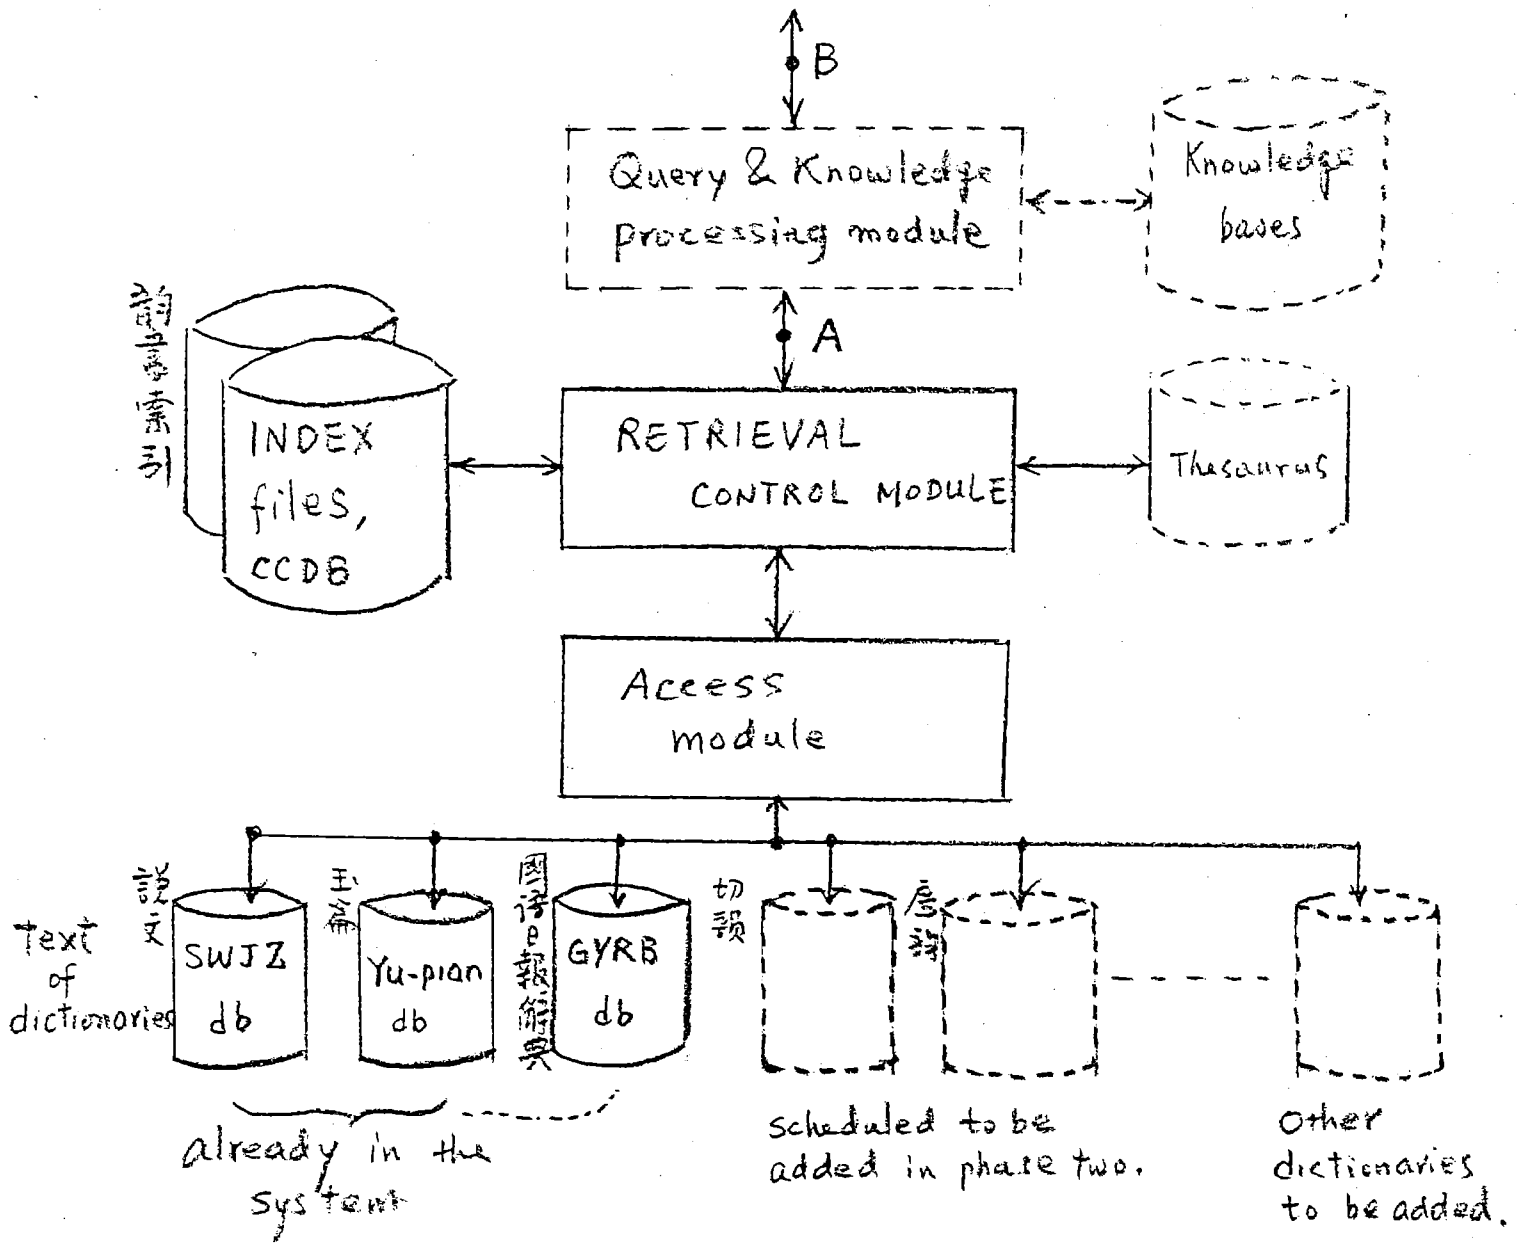 B
Query & Knowledge
processing module
Knowledge
bases
A
INDEX
files,
CCDB
RETRIEVAL
CONTROL MODULE
Thesaurus
Access
module
text
of
dictionaries
説文
SWJZ
db
玉篇
Yu-pian
db
GYRB
db
切韻
already in the
system
scheduled to be
added in phase two.
Other
dictionaries
to be added.